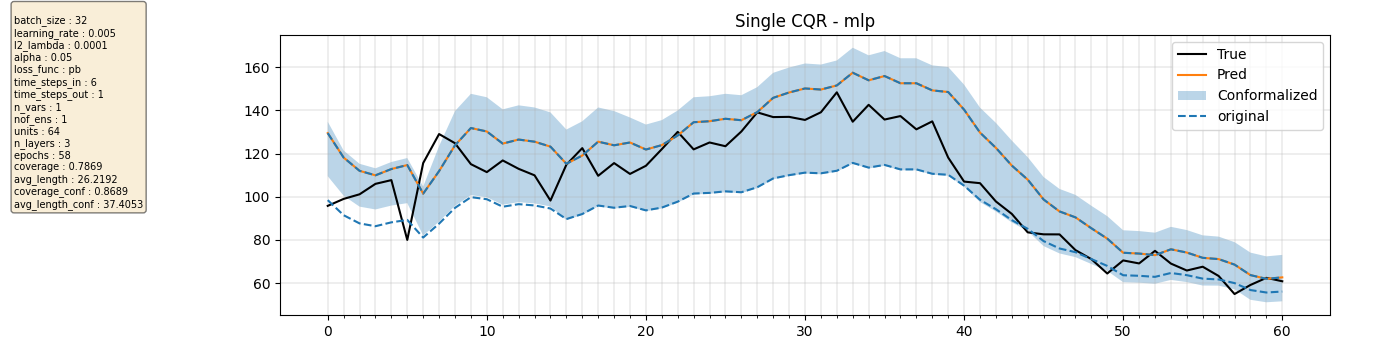 batch_size : 32
learning_rate : 0.005
l2_lambda : 0.0001
alpha : 0.05
loss_func : pb
time_steps_in : 6
time_steps_out : 1
n_vars : 1
nof_ens : 1
units : 64
n_layers : 3
epochs : 58
coverage : 0.7869
avg_length : 26.2192
coverage_conf : 0.8689
avg_length_conf : 37.4053
Single CQR - mlp
True
Pred
Conformalized
original
160
140
120
100
80
60
0 10 20 30 40 50 60